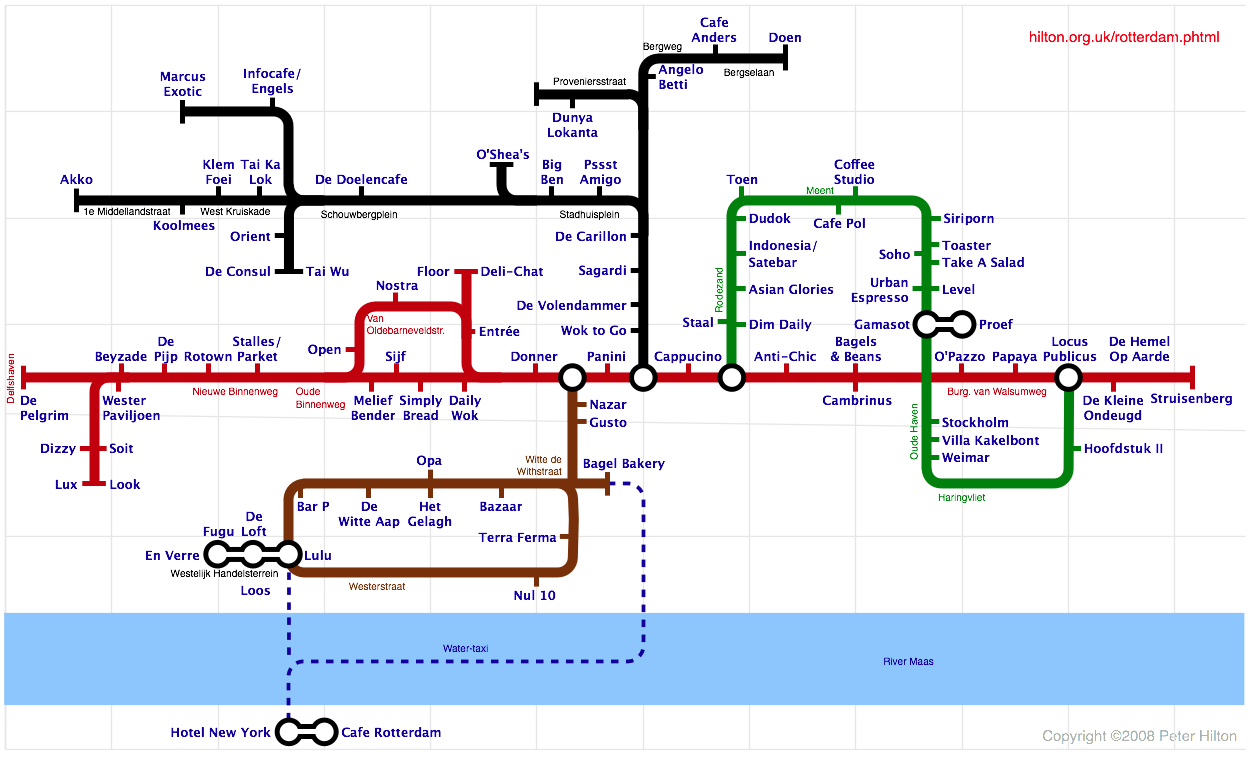 hilton.org.uk/rotterdam.phtml
Cafe
Anders
Doen
Bergweg
Bergselaan
Angelo
Betti
Proveniersstraat
Dunya
Lokanta
Marcus
Exotic
Infocafe/
Engels
O'Shea's
Akko
Klem
Foei
Tai Ka
Lok
De Doelencafe
Big
Ben
Pssst
Amigo
1e Middellandstraat
West Kruiskade
Schouwbergplein
Stadhuisplein
Koolmees
Orient
De Consul
Tai Wu
De Carillon
Sagardi
De Volendammer
Wok to Go
Toen
Coffee
Studio
Meent
Cafe Pol
Dudok
Indonesia/
Satebar
Rodezand
Asian Glories
Staal
Dim Daily
Siriporn
Toaster
Soho
Take A Salad
Urban
Espresso
Level
Gamasot
Proef
Floor
Deli-Chat
Nostra
Van
Oldebarneveldstr.
Entrée
Open
Delfshaven
Beyzade
De
Pijp
Rotown
Stalles/
Parket
Sijf
Donner
Panini
Cappucino
Anti-Chic
Bagels
& Beans
O'Pazzo
Papaya
Locus
Publicus
De Hemel
Op Aarde
De
Pelgrim
Wester
Paviljoen
Nieuwe Binnenweg
Oude
Binnenweg
Melief
Bender
Simply
Bread
Daily
Wok
Cambrinus
Burg. van Walsumweg
De Kleine
Ondeugd
Struisenberg
Nazar
Gusto
Dizzy
Soit
Lux
Look
Oude Haven
Stockholm
Villa Kakelbont
Weimar
Hoofdstuk II
Haringvliet
Witte de
Withstraat
Bagel Bakery
Opa
Bar P
De
Witte Aap
Het
Gelagh
Bazaar
Terra Ferma
De
Loft
Fugu
En Verre
Lulu
Westelijk Handelsterrein
Loos
Westerstraat
Nul 10
Water-taxi
River Maas
Hotel New York
Cafe Rotterdam
Copyright ©2008 Peter Hilton